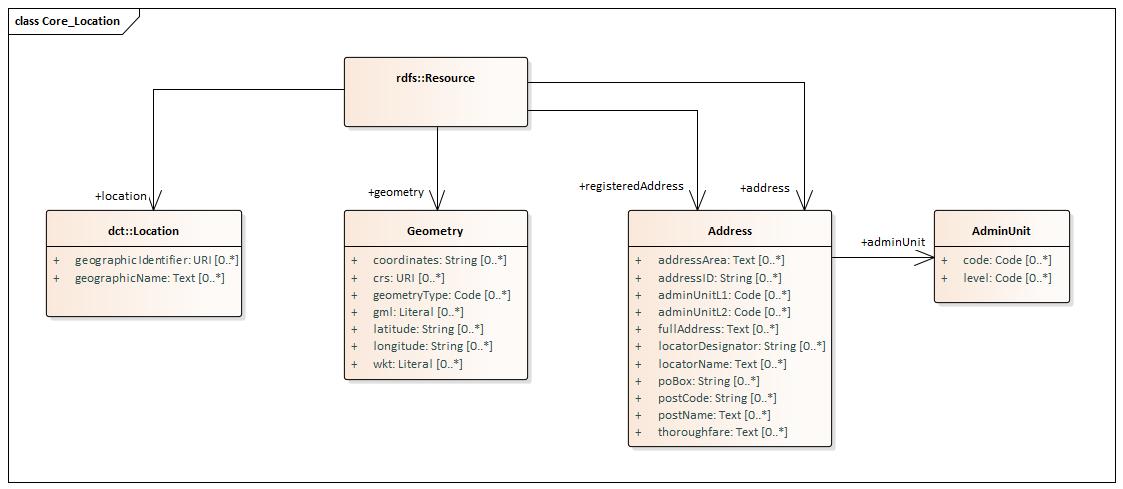 class Core_Location
rdfs::Resource
+location
+geometry
+registeredAddress
+address
dct::Location
+ geographicIdentifier: URI [0..*]
+ geographicName: Text [0..*]
Geometry
+ coordinates: String [0..*]
+ crs: URI [0..*]
+ geometryType: Code [0..*]
+ gml: Literal [0..*]
+ latitude: String [0..*]
+ longitude: String [0..*]
+ wkt: Literal [0..*]
Address
+ addressArea: Text [0..*]
+ addressID: String [0..*]
+ adminUnitL1: Code [0..*]
+ adminUnitL2: Code [0..*]
+ fullAddress: Text [0..*]
+ locatorDesignator: String [0..*]
+ locatorName: Text [0..*]
+ poBox: String [0..*]
+ postCode: String [0..*]
+ postName: Text [0..*]
+ thoroughfare: Text [0..*]
+adminUnit
AdminUnit
+ code: Code [0..*]
+ level: Code [0..*]